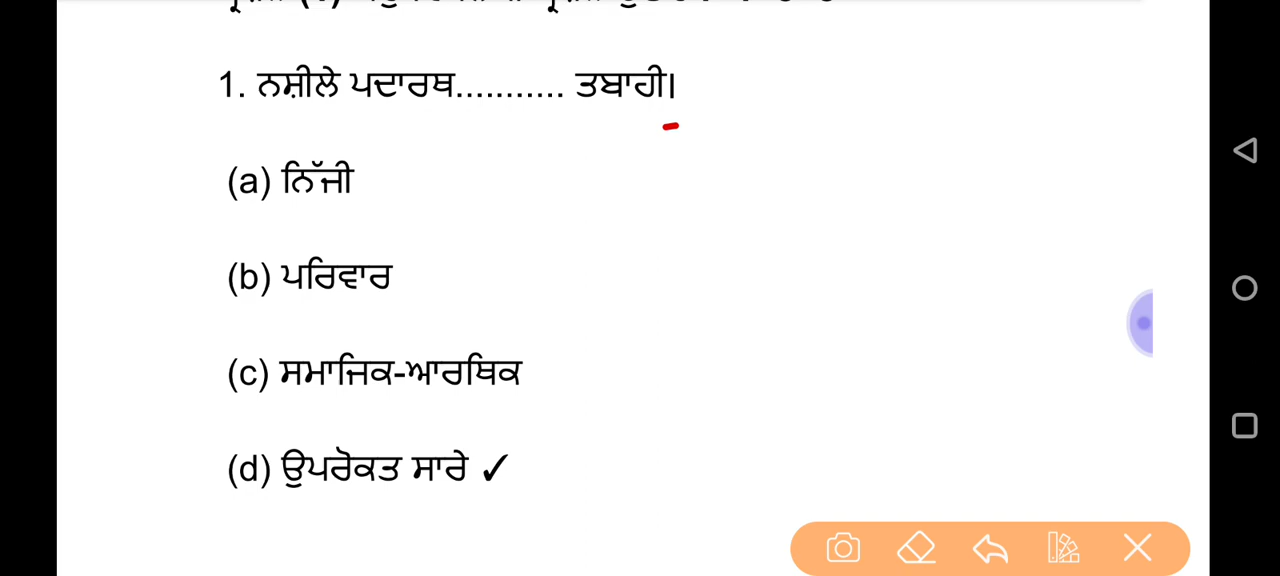 1. ਨਸ਼ੀਲੇ ਪਦਾਰਥ........... ਤਬਾਹੀ।
(a) ਨਿੱਜੀ
(b) ਪਰਿਵਾਰ
(c) ਸਮਾਜਿਕ-ਆਰਥਿਕ
(d) ਉਪਰੋਕਤ ਸਾਰੇ ✓